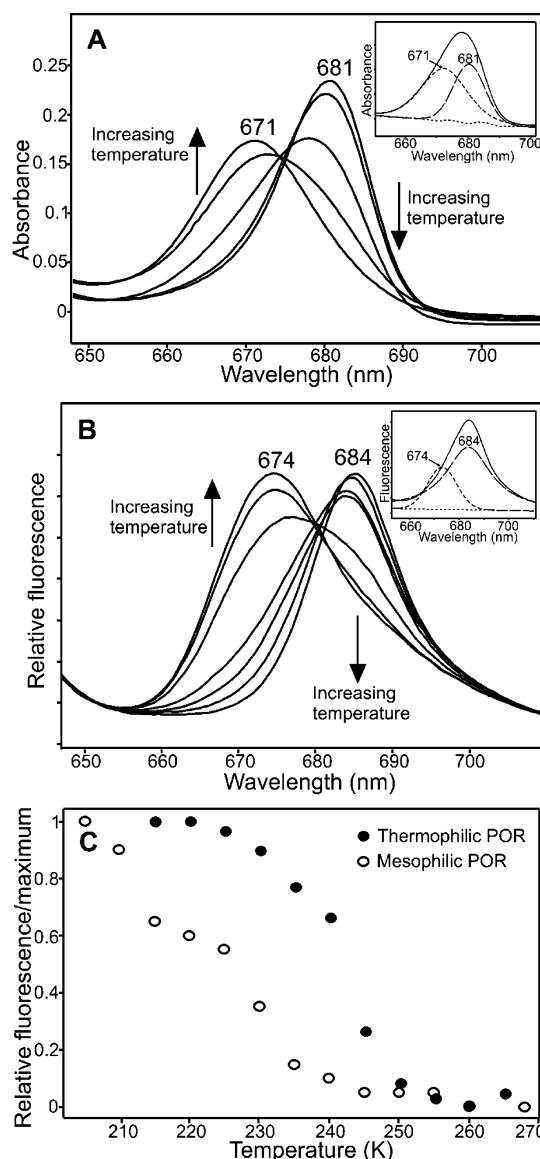 A
681
671
Increasing
temperature
Increasing
temperature
0.25
0.2
0.15
0.1
0.05
0
Absorbance
650
660
670
680
690
700
Wavelength (nm)
671
681
Absorbance
660
680
700
Wavelength (nm)
B
674
684
Increasing
temperature
Increasing
temperature
Relative fluorescence
650
660
670
680
690
700
Wavelength (nm)
674
684
Fluorescence
660
680
700
Wavelength (nm)
C
Thermophilic POR
Mesophilic POR
1
0.8
0.6
0.4
0.2
0
Relative fluorescence/maximum
210
220
230
240
250
260
270
Temperature (K)